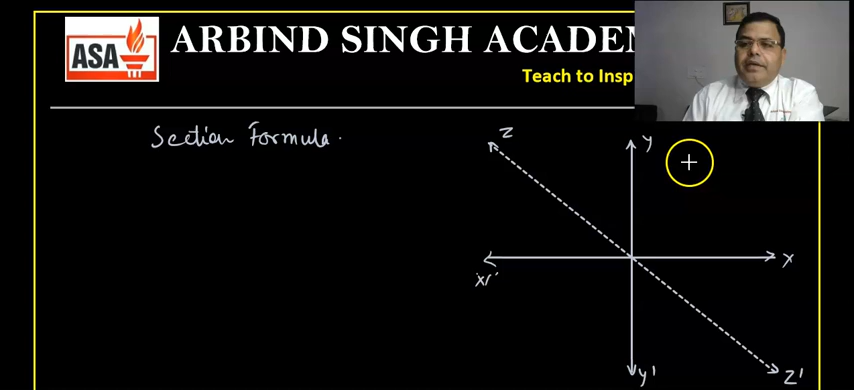 ASA
ARBIND SINGH ACADEM
Teach to Insp
Section Formula.
Z
Y
X
X'
Y'
Z'